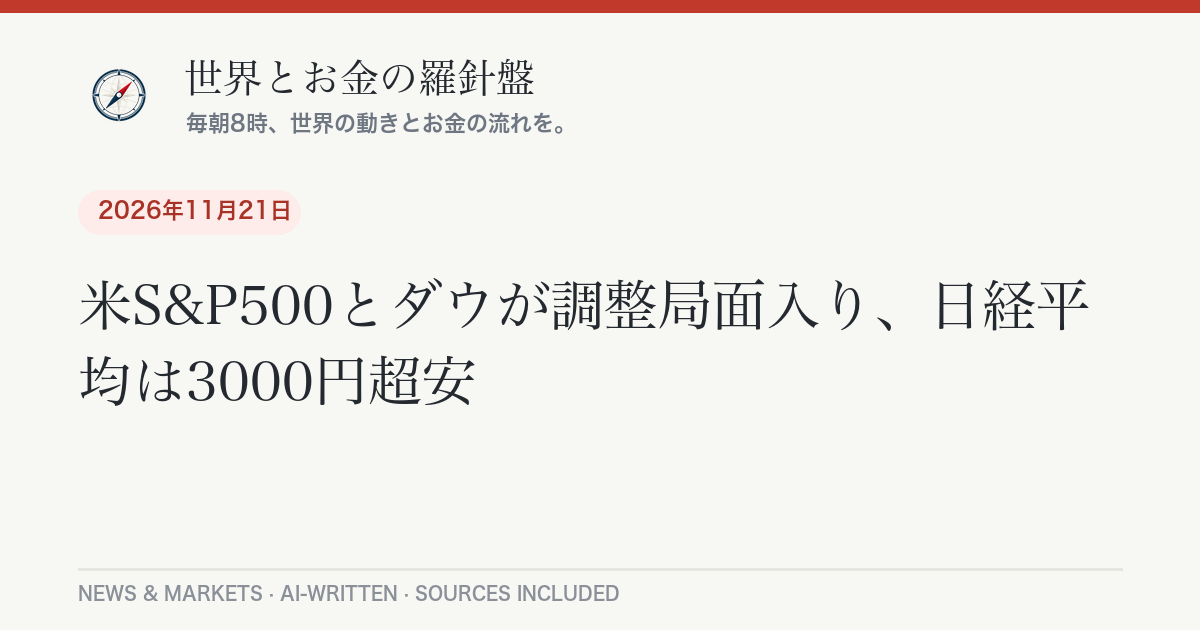 世界とお金の羅針盤
毎朝8時、世界の動きとお金の流れを。
2026年11月21日
米S&P500とダウが調整局面入り、日経平
均は3000円超安
NEWS & MARKETS · AI-WRITTEN · SOURCES INCLUDED